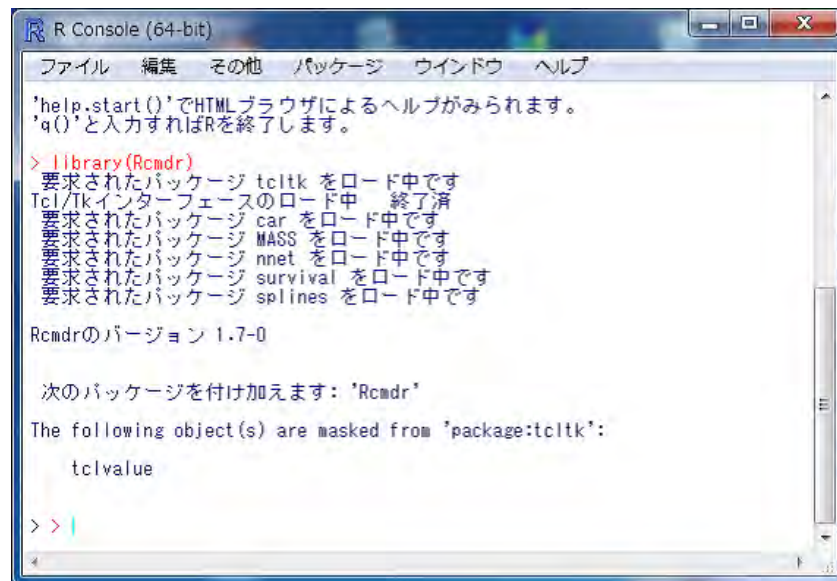 R Console (64-bit)
ファイル 編集 その他 パッケージ ウインドウ ヘルプ
'help.start()'でHTMLブラウザによるヘルプがみられます。
'q()'と入力すればRを終了します。
> library(Rcmdr)
要求されたパッケージ tcltk をロード中です
Tcl/Tkインターフェースのロード中 終了済
要求されたパッケージ car をロード中です
要求されたパッケージ MASS をロード中です
要求されたパッケージ nnet をロード中です
要求されたパッケージ survival をロード中です
要求されたパッケージ splines をロード中です
Rcmdrのバージョン 1.7-0
次のパッケージを付け加えます: 'Rcmdr'
The following object(s) are masked from 'package:tcltk':
tclvalue
> >